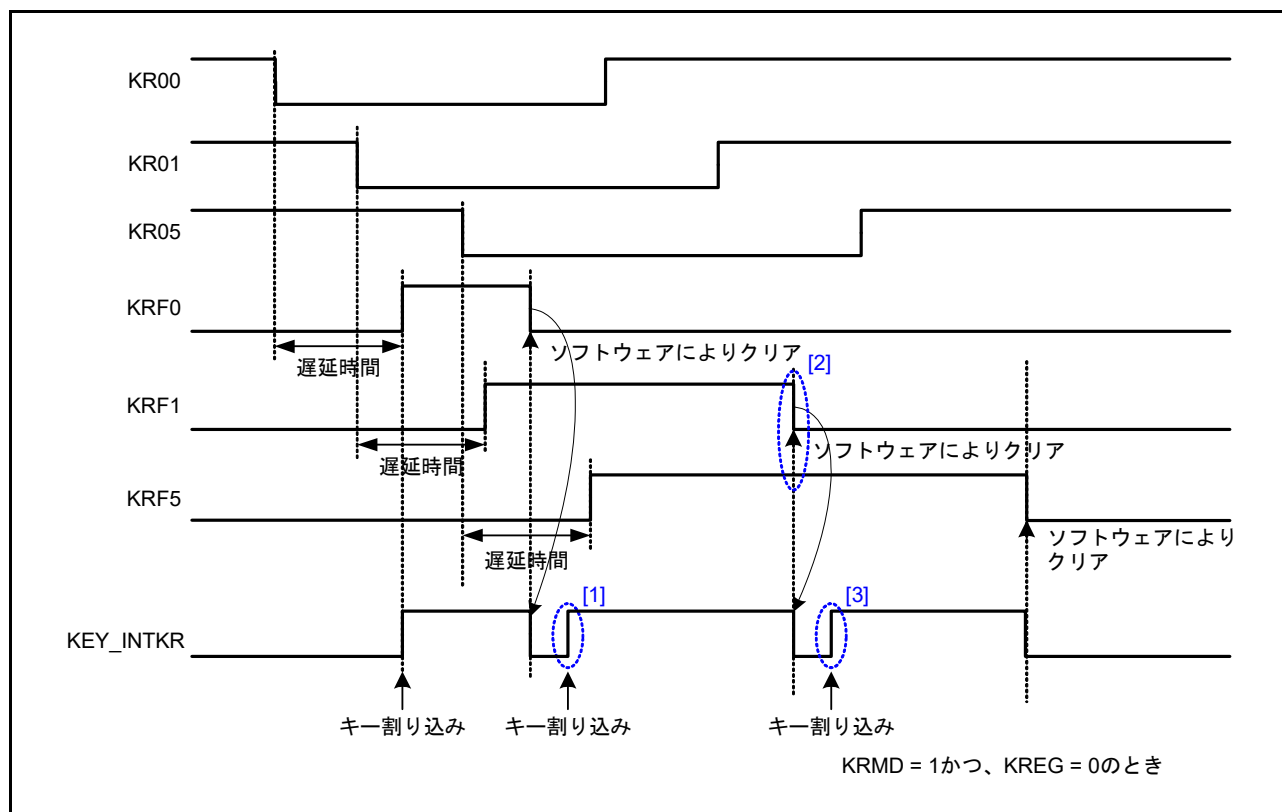 KR00
KR01
KR05
KRF0
ソフトウェアによりクリア
遅延時間
[2]
KRF1
ソフトウェアによりクリア
遅延時間
KRF5
ソフトウェアにより
クリア
遅延時間
[1]
[3]
KEY_INTKR
キー割り込み
キー割り込み
キー割り込み
KRMD = 1かつ、KREG = 0のとき